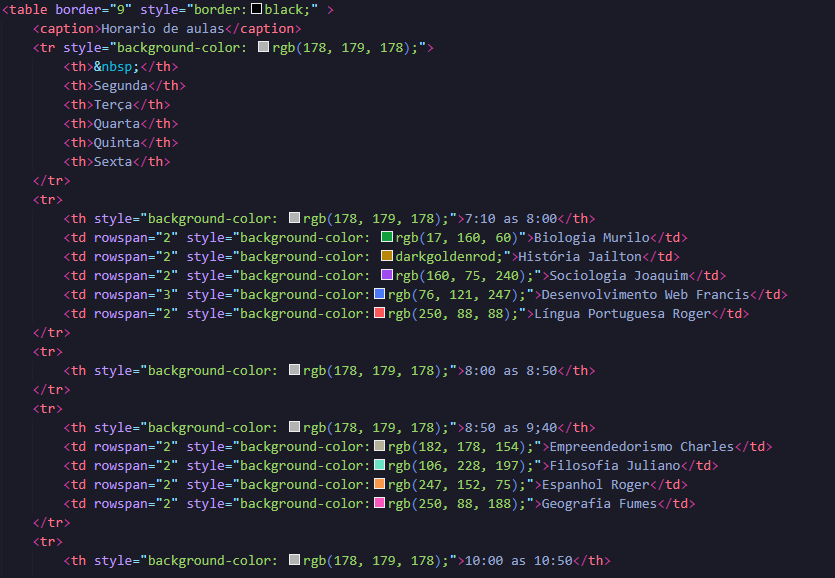 <table border="9" style="border:black;" >
<caption>Horario de aulas</caption>
<tr style="background-color: rgb(178, 179, 178);">
<th>&nbsp;</th>
<th>Segunda</th>
<th>Terça</th>
<th>Quarta</th>
<th>Quinta</th>
<th>Sexta</th>
</tr>
<tr>
<th style="background-color: rgb(178, 179, 178);">7:10 as 8:00</th>
<td rowspan="2" style="background-color: rgb(17, 160, 60)">Biologia Murilo</td>
<td rowspan="2" style="background-color: darkgoldenrod;">História Jailton</td>
<td rowspan="2" style="background-color: rgb(160, 75, 240);">Sociologia Joaquim</td>
<td rowspan="3" style="background-color:rgb(76, 121, 247);">Desenvolvimento Web Francis</td>
<td rowspan="2" style="background-color:rgb(250, 88, 88);">Língua Portuguesa Roger</td>
</tr>
<tr>
<th style="background-color: rgb(178, 179, 178);">8:00 as 8:50</th>
</tr>
<tr>
<th style="background-color: rgb(178, 179, 178);">8:50 as 9;40</th>
<td rowspan="2" style="background-color:rgb(182, 178, 154);">Empreendedorismo Charles</td>
<td rowspan="2" style="background-color:rgb(106, 228, 197);">Filosofia Juliano</td>
<td rowspan="2" style="background-color:rgb(247, 152, 75);">Espanhol Roger</td>
<td rowspan="2" style="background-color:rgb(250, 88, 188);">Geografia Fumes</td>
</tr>
<tr>
<th style="background-color: rgb(178, 179, 178);">10:00 as 10:50</th>